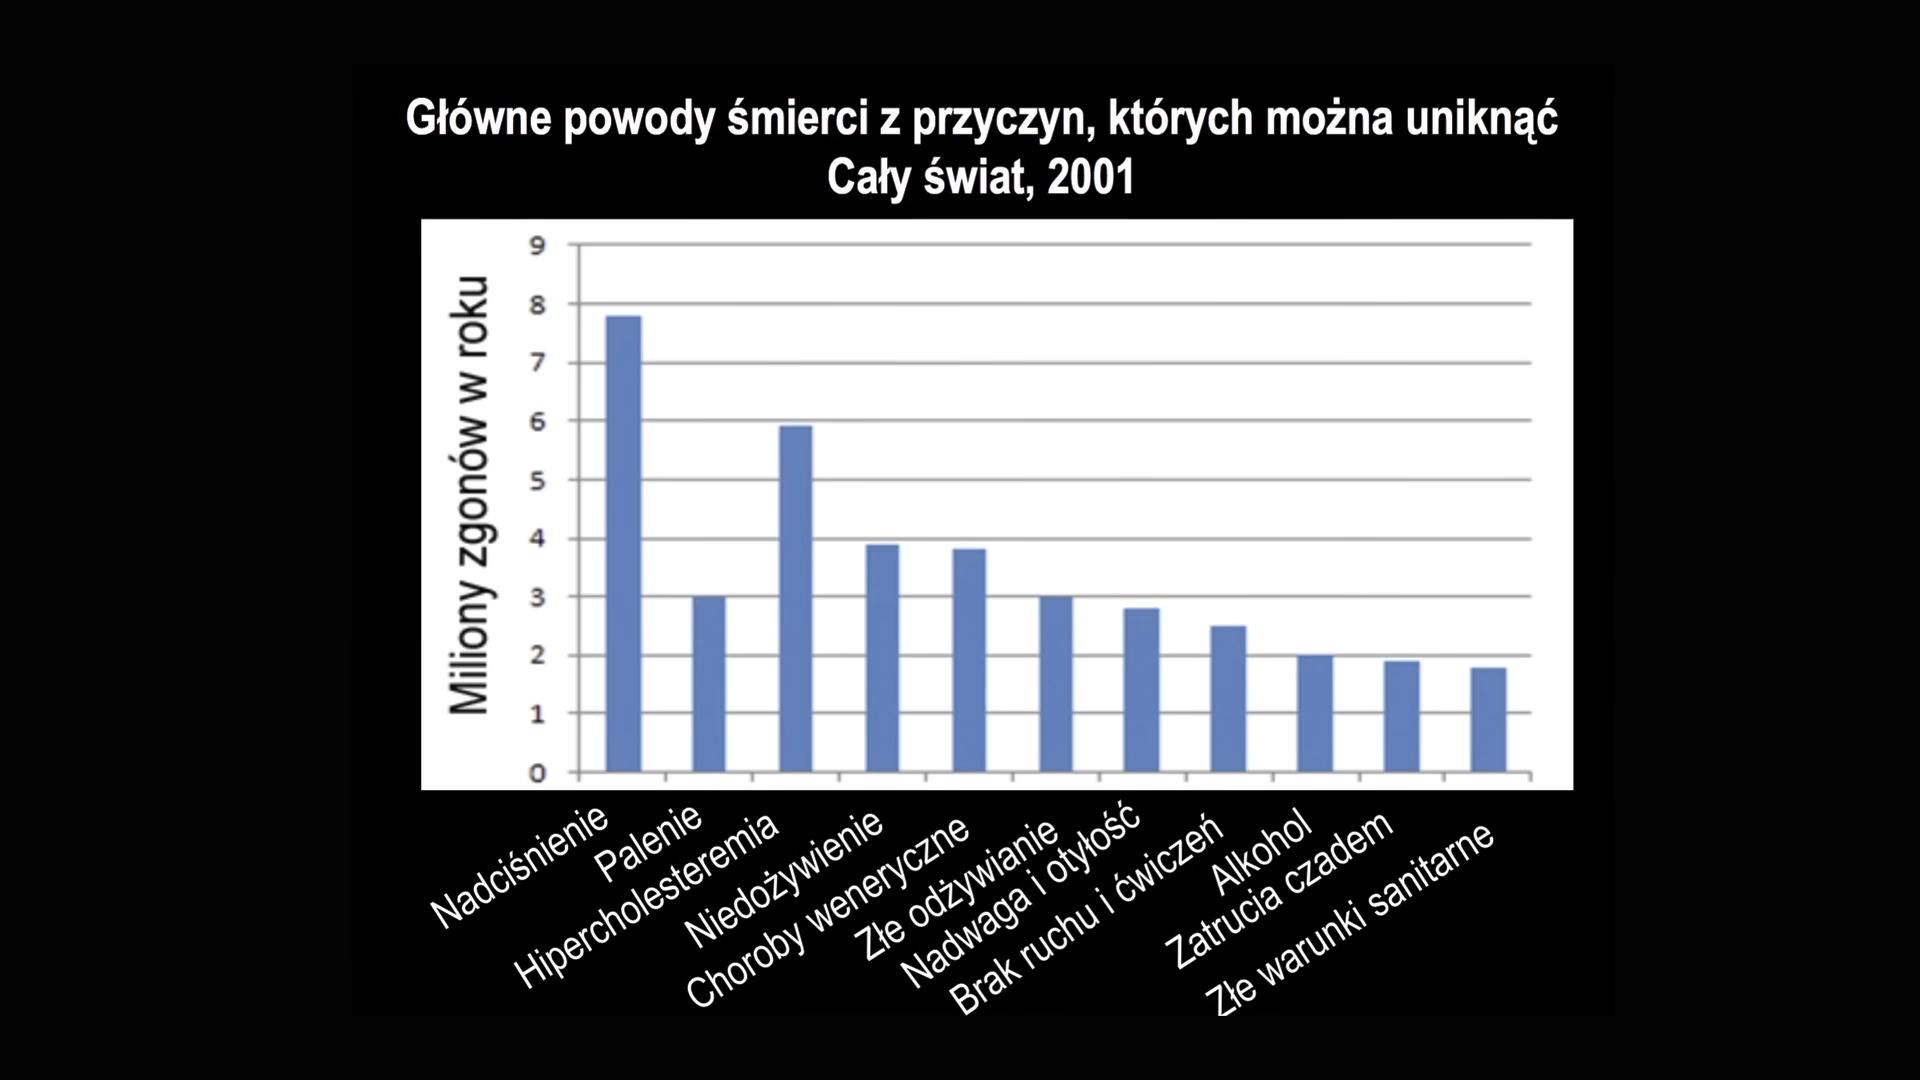 Główne powody śmierci z przyczyn, których można uniknąć
Cały świat, 2001
Miliony zgonów w roku
9
8
7
6
5
4
3
2
1
0
Nadciśnienie
Palenie
Hipercholesteremia
Niedożywienie
Choroby weneryczne
Złe odżywianie
Nadwaga i otyłość
Brak ruchu i ćwiczeń
Alkohol
Zatrucia czadem
Złe warunki sanitarne